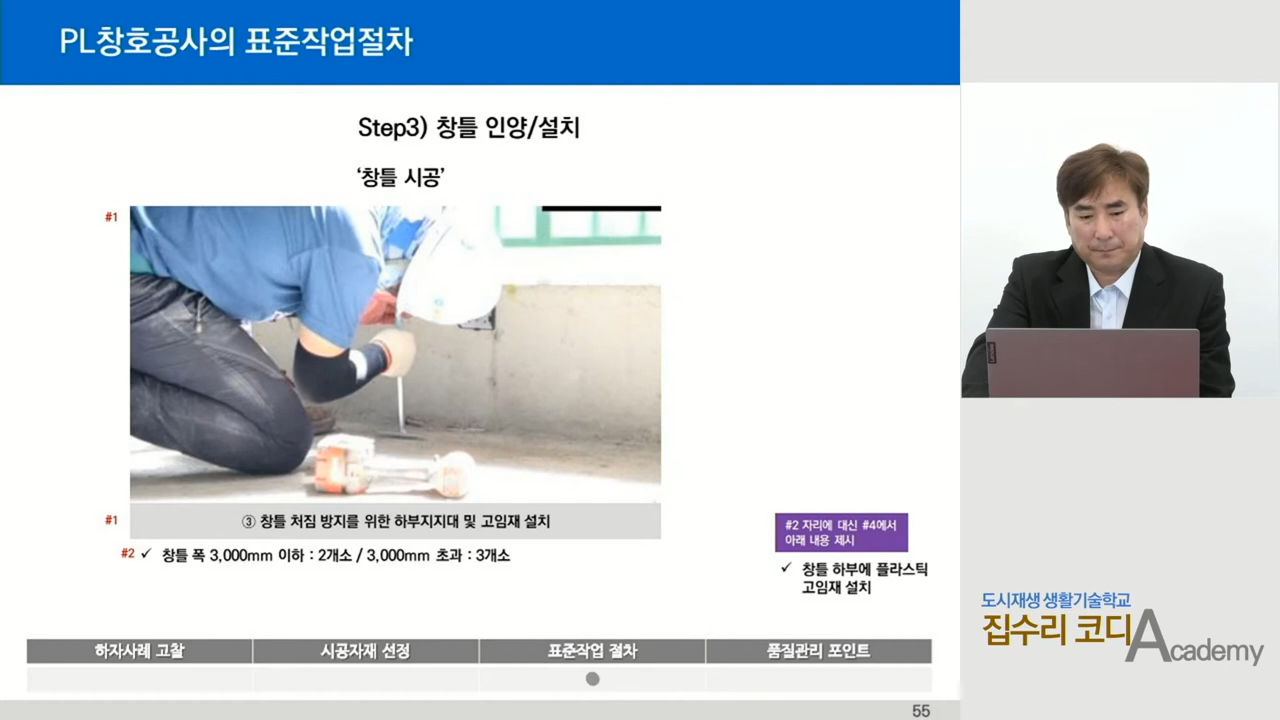 PL창호공사의 표준작업절차
Step3) 창틀 인양/설치
‘창틀 시공’
#1
#1
③ 창틀 처짐 방지를 위한 하부지지대 및 고임재 설치
#2 ✓ 창틀 폭 3,000mm 이하 : 2개소 / 3,000mm 초과 : 3개소
#2 자리에 대신 #4에서
아래 내용 제시
✓ 창틀 하부에 플라스틱
고임재 설치
하자사례 고찰
시공자재 선정
표준작업 절차
품질관리 포인트
55
도시재생 생활기술학교
집수리 코디 Academy
Lenovo